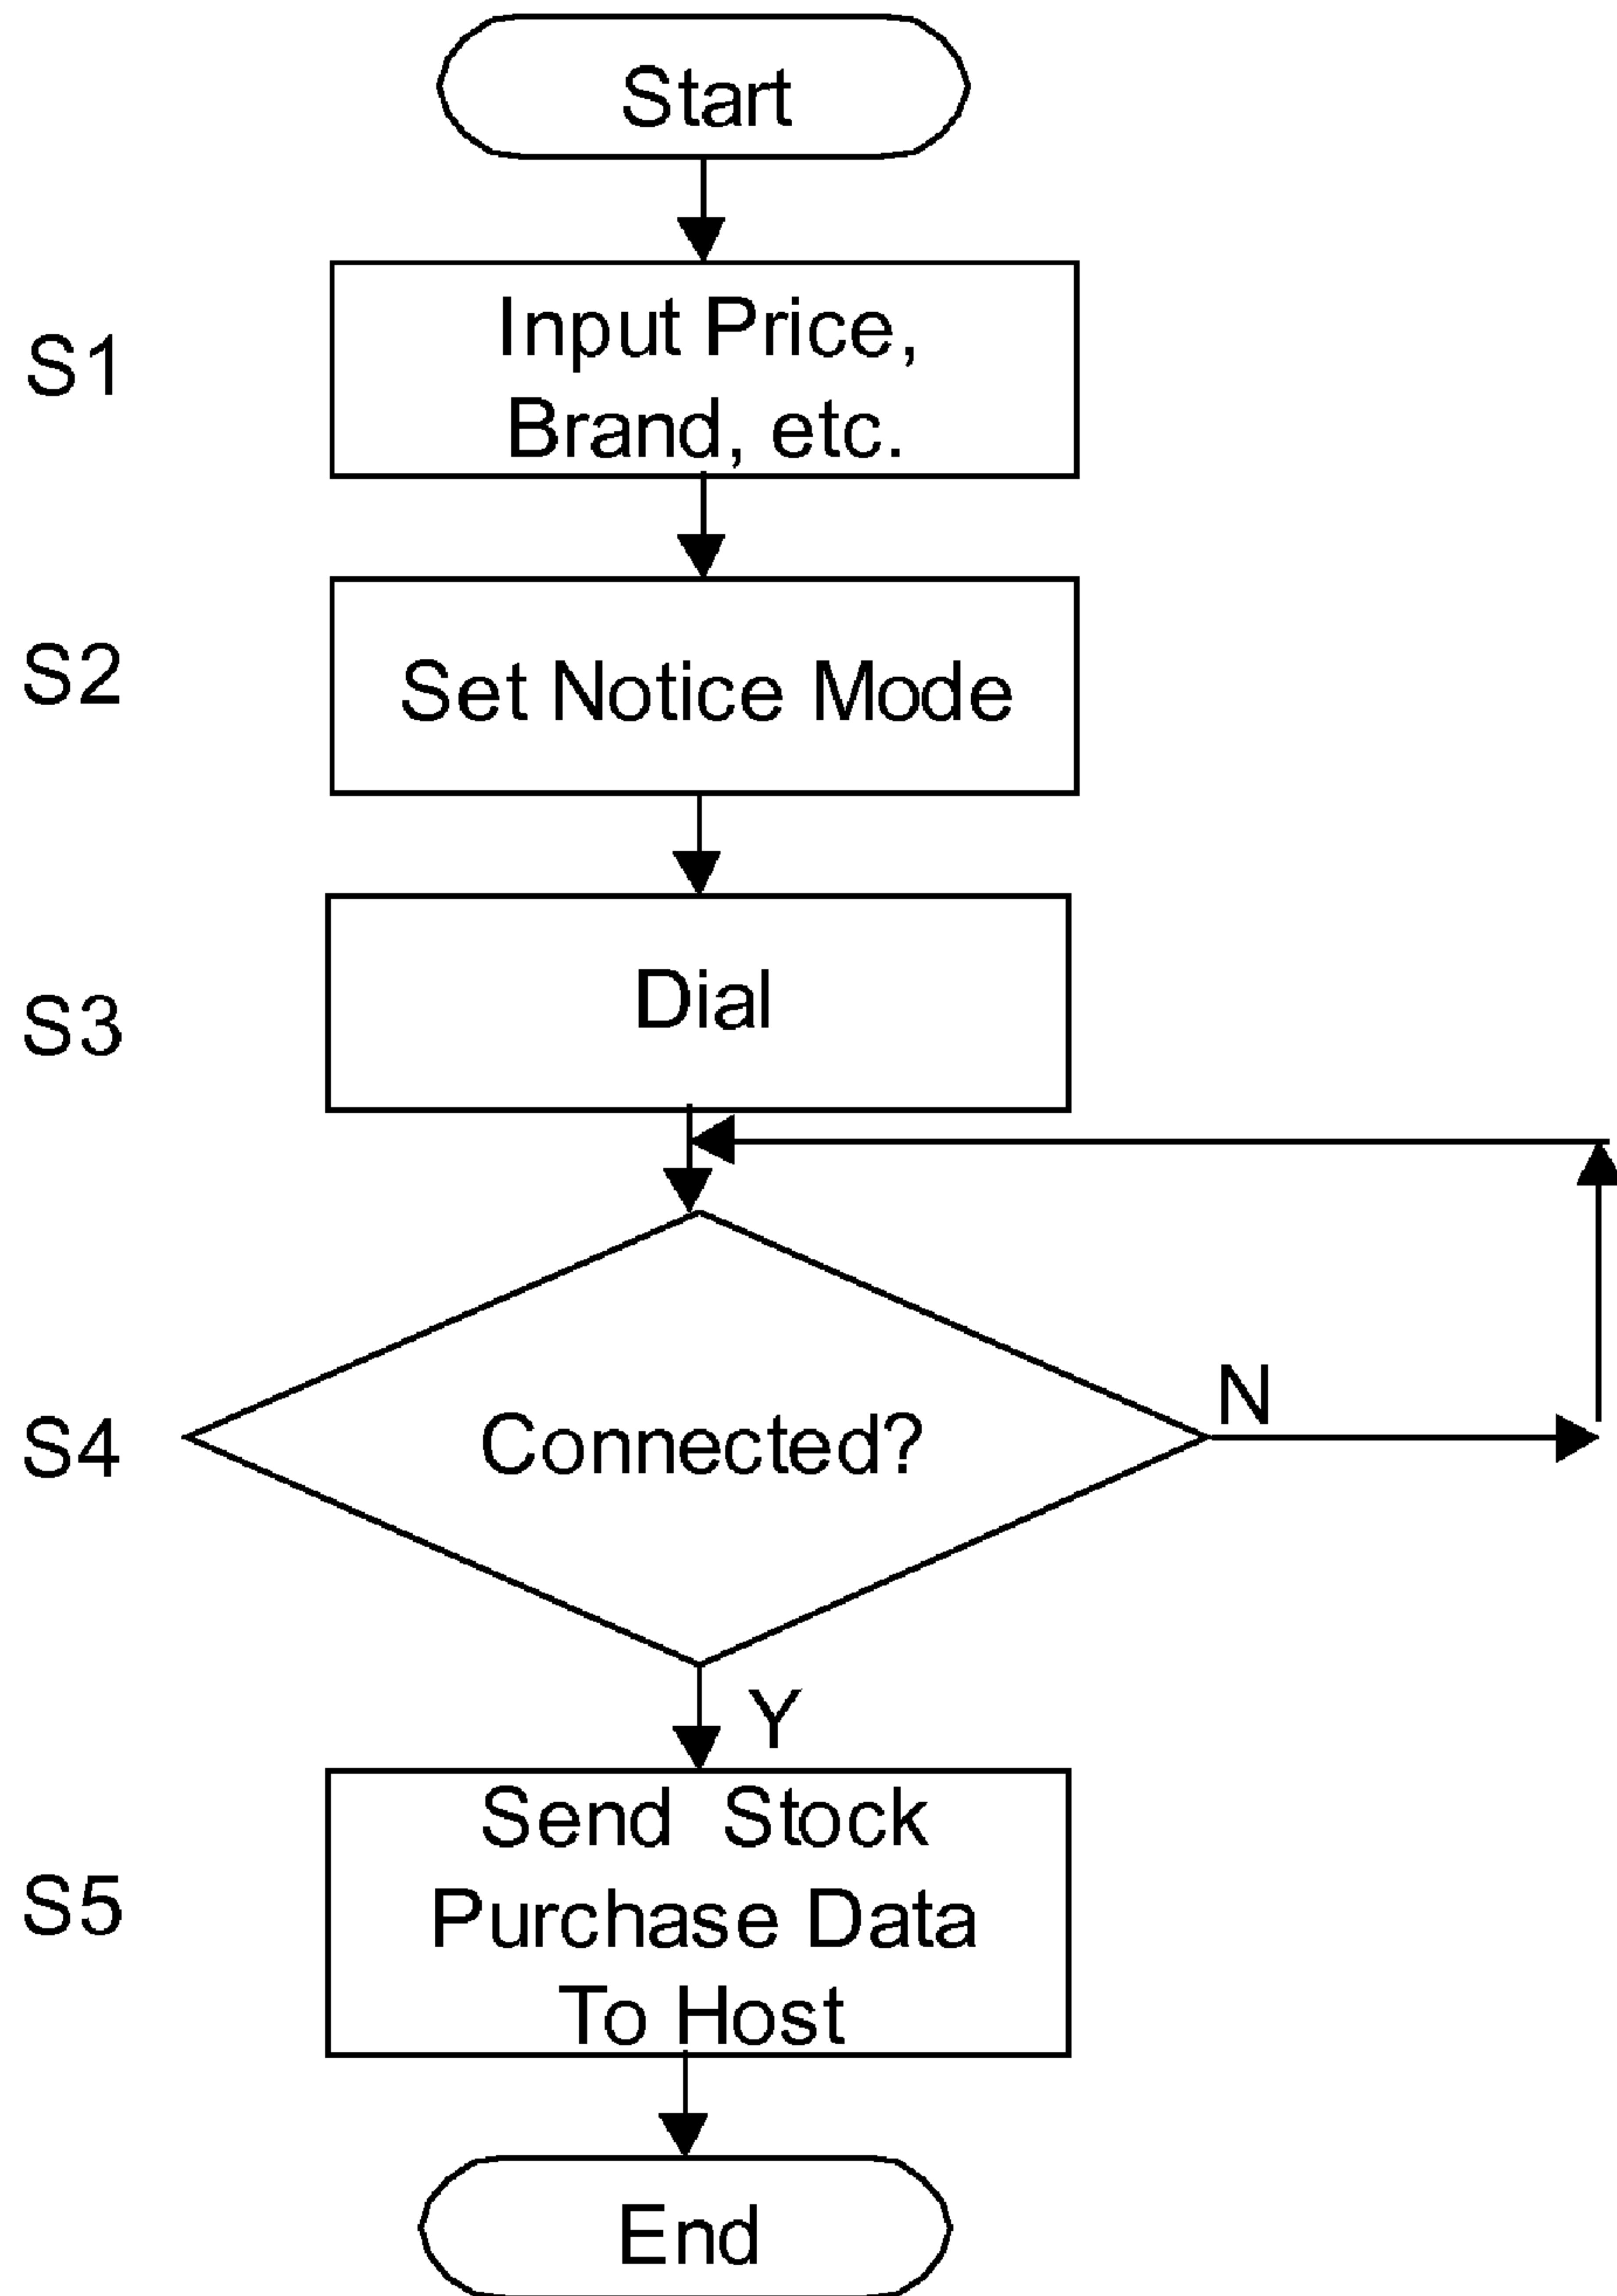 Start
S1
Input Price,
Brand, etc.
S2
Set Notice Mode
S3
Dial
S4
Connected?
N
Y
S5
Send Stock
Purchase Data
To Host
End